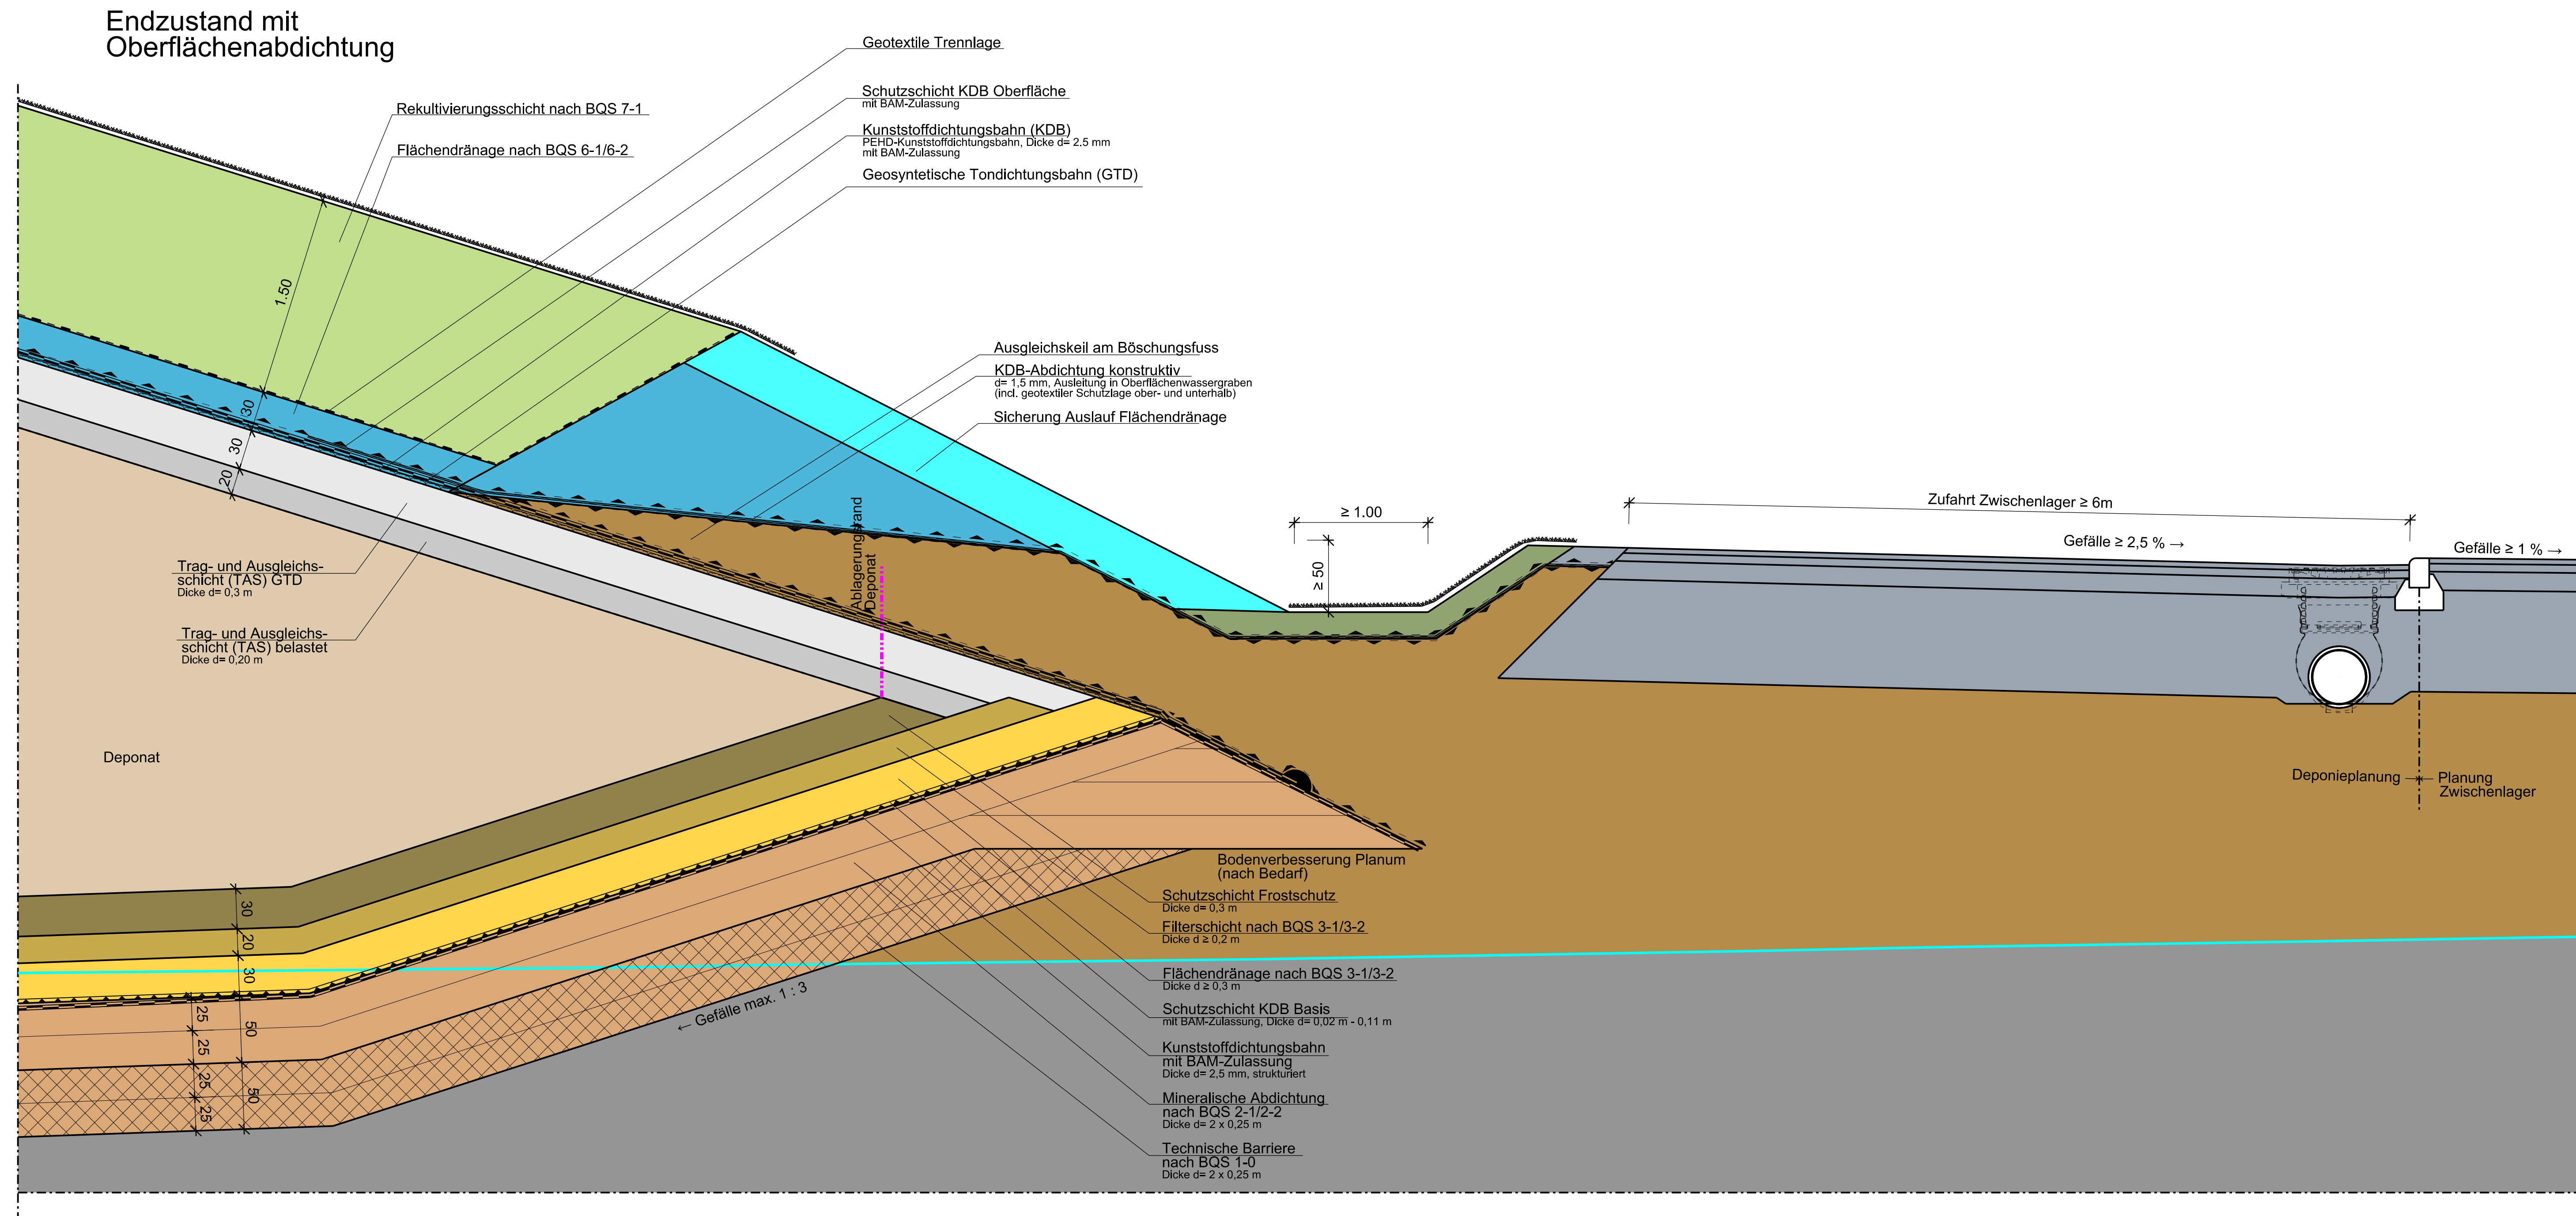 Endzustand mit
Oberflächenabdichtung
Geotextile Trennlage
Schutzschicht KDB Oberfläche
mit BAM-Zulassung
Rekultivierungsschicht nach BQS 7-1
Kunststoffdichtungsbahn (KDB)
PEHD-Kunststoffdichtungsbahn, Dicke d= 2.5 mm
mit BAM-Zulassung
Flächendränage nach BQS 6-1/6-2
Geosyntetische Tondichtungsbahn (GTD)
1.50
30
30
20
Ausgleichskeil am Böschungsfuss
KDB-Abdichtung konstruktiv
d= 1,5 mm, Ausleitung in Oberflächenwassergraben
(incl. geotextiler Schutzlage ober- und unterhalb)
Sicherung Auslauf Flächendränage
Ablagerungsrand
Deponat
≥ 1.00
≥ 50
Zufahrt Zwischenlager ≥ 6m
Gefälle ≥ 2,5 % →
Gefälle ≥ 1 % →
Trag- und Ausgleichs-
schicht (TAS) GTD
Dicke d= 0,3 m
Trag- und Ausgleichs-
schicht (TAS) belastet
Dicke d= 0,20 m
Deponat
Deponieplanung
Planung
Zwischenlager
Bodenverbesserung Planum
(nach Bedarf)
Schutzschicht Frostschutz
Dicke d= 0,3 m
Filterschicht nach BQS 3-1/3-2
Dicke d ≥ 0,2 m
Flächendränage nach BQS 3-1/3-2
Dicke d ≥ 0,3 m
Schutzschicht KDB Basis
mit BAM-Zulassung, Dicke d= 0,02 m - 0,11 m
Kunststoffdichtungsbahn
mit BAM-Zulassung
Dicke d= 2,5 mm, strukturiert
Mineralische Abdichtung
nach BQS 2-1/2-2
Dicke d= 2 x 0,25 m
Technische Barriere
nach BQS 1-0
Dicke d= 2 x 0,25 m
← Gefälle max. 1 : 3
30
20
30
25
50
25
25
50
25